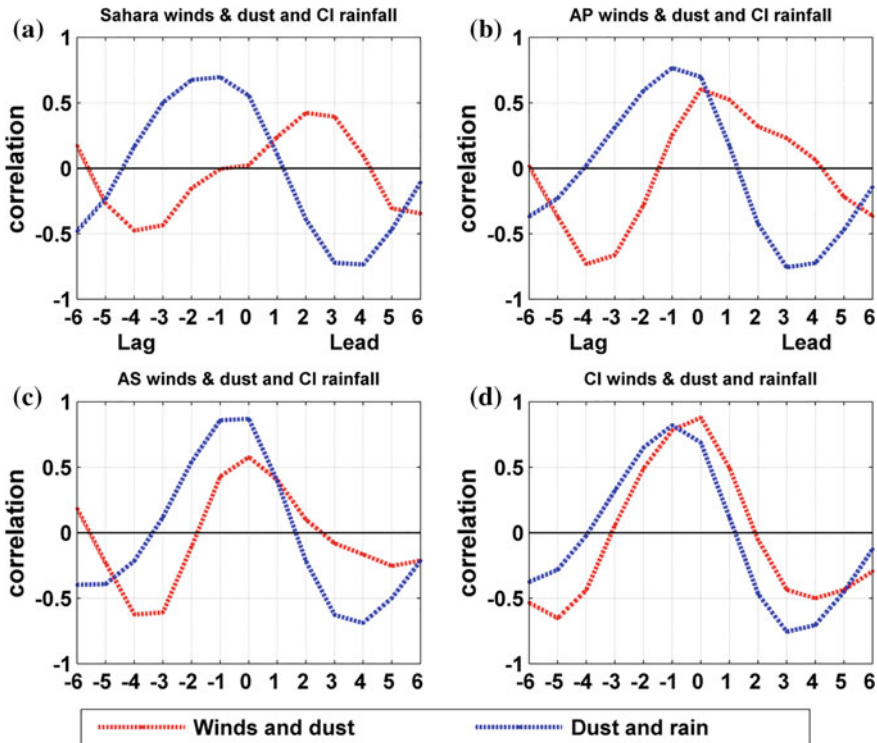 (a) Sahara winds & dust and CI rainfall
1
0.5
0
-0.5
-1
correlation
-6 -5 -4 -3 -2 -1 0 1 2 3 4 5 6
Lag Lead
(b) AP winds & dust and CI rainfall
1
0.5
0
-0.5
-1
correlation
-6 -5 -4 -3 -2 -1 0 1 2 3 4 5 6
Lag Lead
(c) AS winds & dust and CI rainfall
1
0.5
0
-0.5
-1
correlation
-6 -5 -4 -3 -2 -1 0 1 2 3 4 5 6
(d) CI winds & dust and rainfall
1
0.5
0
-0.5
-1
correlation
-6 -5 -4 -3 -2 -1 0 1 2 3 4 5 6
Winds and dust Dust and rain